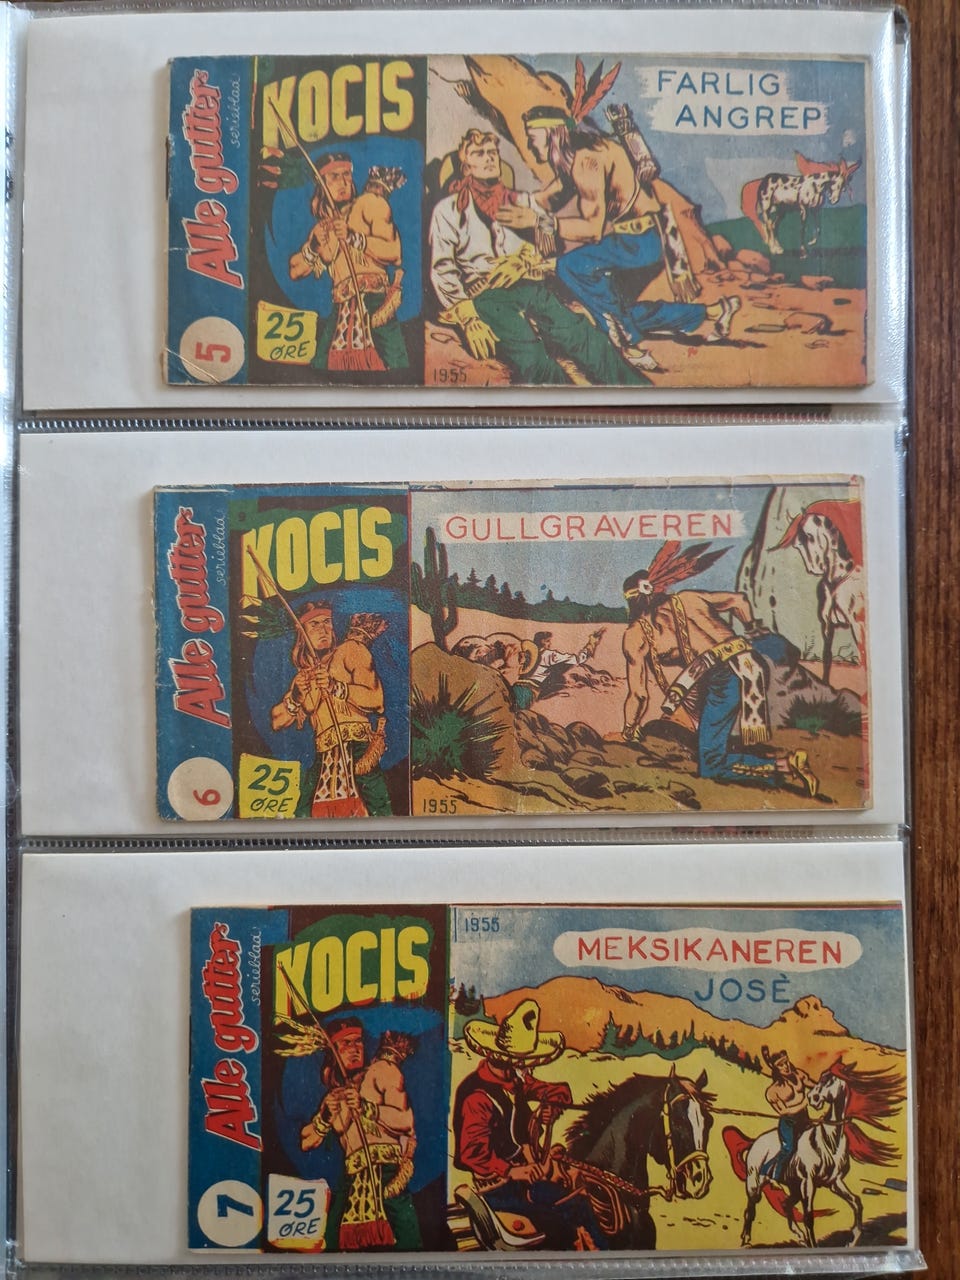 Alle gutters
serieblad
KOCIS
25
ØRE
5
FARLIG
ANGREP
1955
Alle gutters
serieblad
KOCIS
25
ØRE
6
GULLGRAVEREN
1955
Alle gutters
serieblad
KOCIS
25
ØRE
7
1955
MEKSIKANEREN
JOSÈ